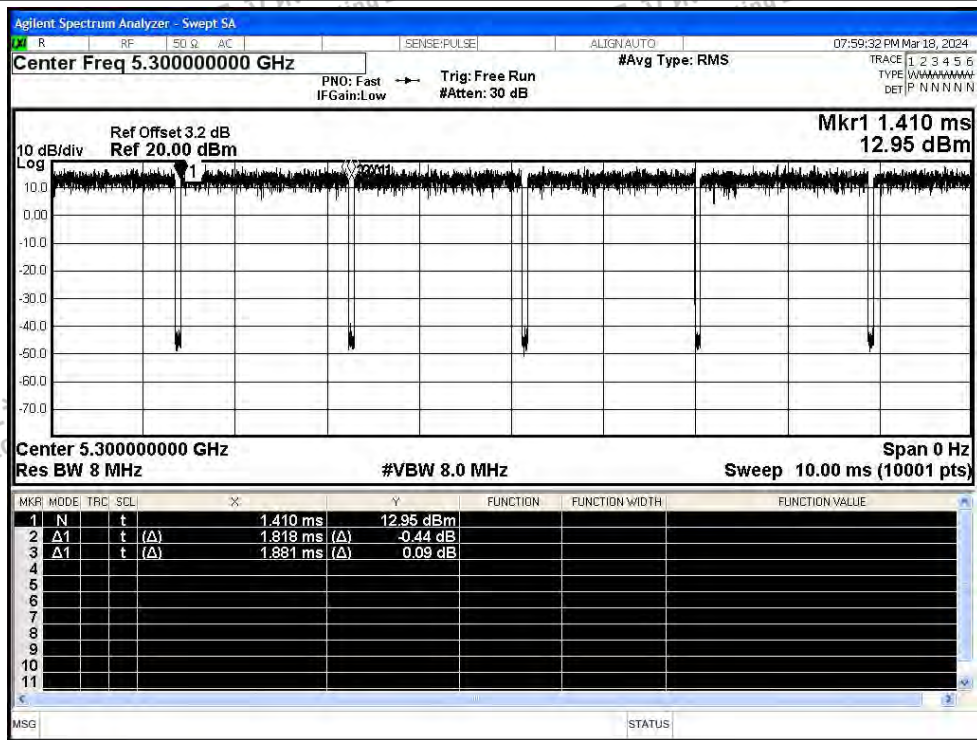 Agilent Spectrum Analyzer - Swept SA
R RF 50 Ω AC SENSE:PULSE ALIGN AUTO 07:59:32 PM Mar 18, 2024
Center Freq 5.300000000 GHz
PNO: Fast
IFGain:Low
Trig: Free Run
#Atten: 30 dB
#Avg Type: RMS
TRACE 1 2 3 4 5 6
TYPE
DET P N N N N N
Mkr1 1.410 ms
12.95 dBm
Ref Offset 3.2 dB
10 dB/div Ref 20.00 dBm
Log
1
10.0
0.00
-10.0
-20.0
-30.0
-40.0
-50.0
-60.0
-70.0
Center 5.300000000 GHz Span 0 Hz
Res BW 8 MHz #VBW 8.0 MHz Sweep 10.00 ms (10001 pts)
MKR MODE TRC SCL X Y FUNCTION FUNCTION WIDTH FUNCTION VALUE
1 N t 1.410 ms 12.95 dBm
2 Δ1 t (Δ) 1.818 ms (Δ) -0.44 dB
3 Δ1 t (Δ) 1.881 ms (Δ) 0.09 dB
4
5
6
7
8
9
10
11
MSG STATUS